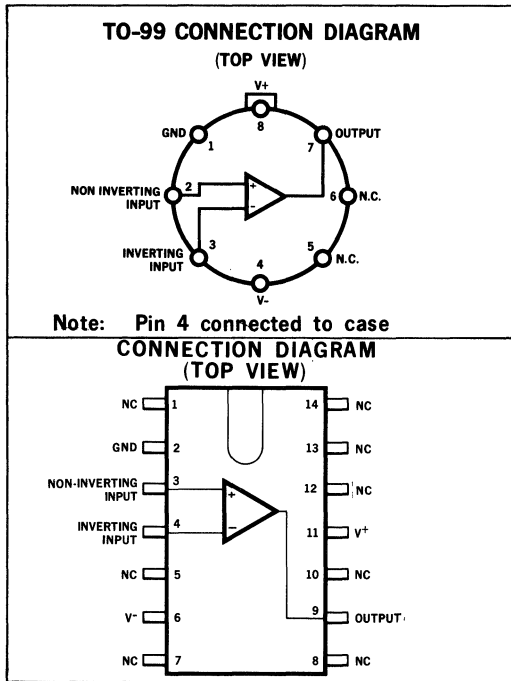 TO-99 CONNECTION DIAGRAM
(TOP VIEW)
V+
8
GND
1
7
OUTPUT
NON INVERTING
INPUT
2
+
-
6
N.C.
INVERTING
INPUT
3
4
5
N.C.
V-
Note: Pin 4 connected to case
CONNECTION DIAGRAM
(TOP VIEW)
NC 1
14 NC
GND 2
13 NC
NON-INVERTING
INPUT
3
+
12 NC
INVERTING
INPUT
4
−
11 V+
NC 5
10 NC
V- 6
9 OUTPUT
NC 7
8 NC